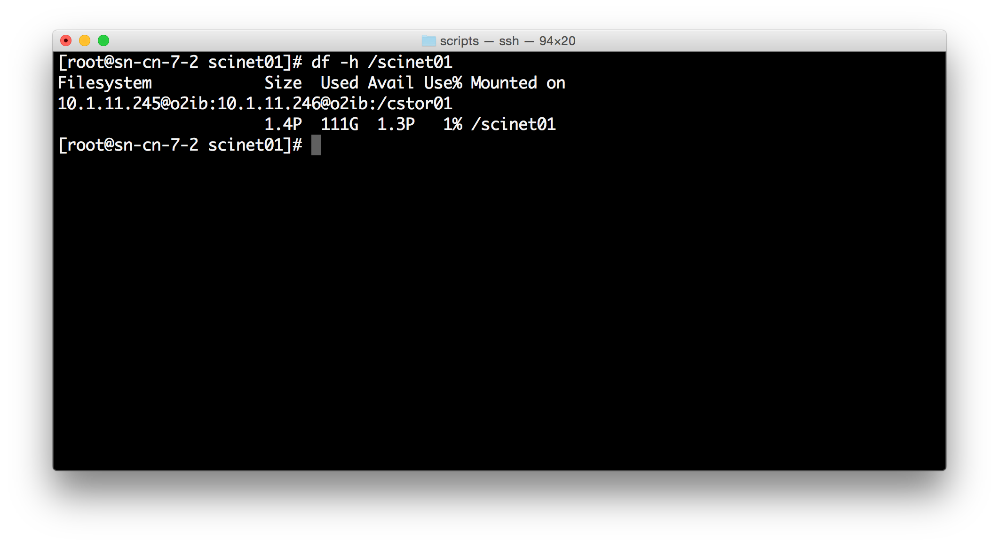 scripts — ssh — 94×20
[root@sn-cn-7-2 scinet01]# df -h /scinet01
Filesystem            Size  Used Avail Use% Mounted on
10.1.11.245@o2ib:10.1.11.246@o2ib:/cstor01
                      1.4P  111G  1.3P   1% /scinet01
[root@sn-cn-7-2 scinet01]#